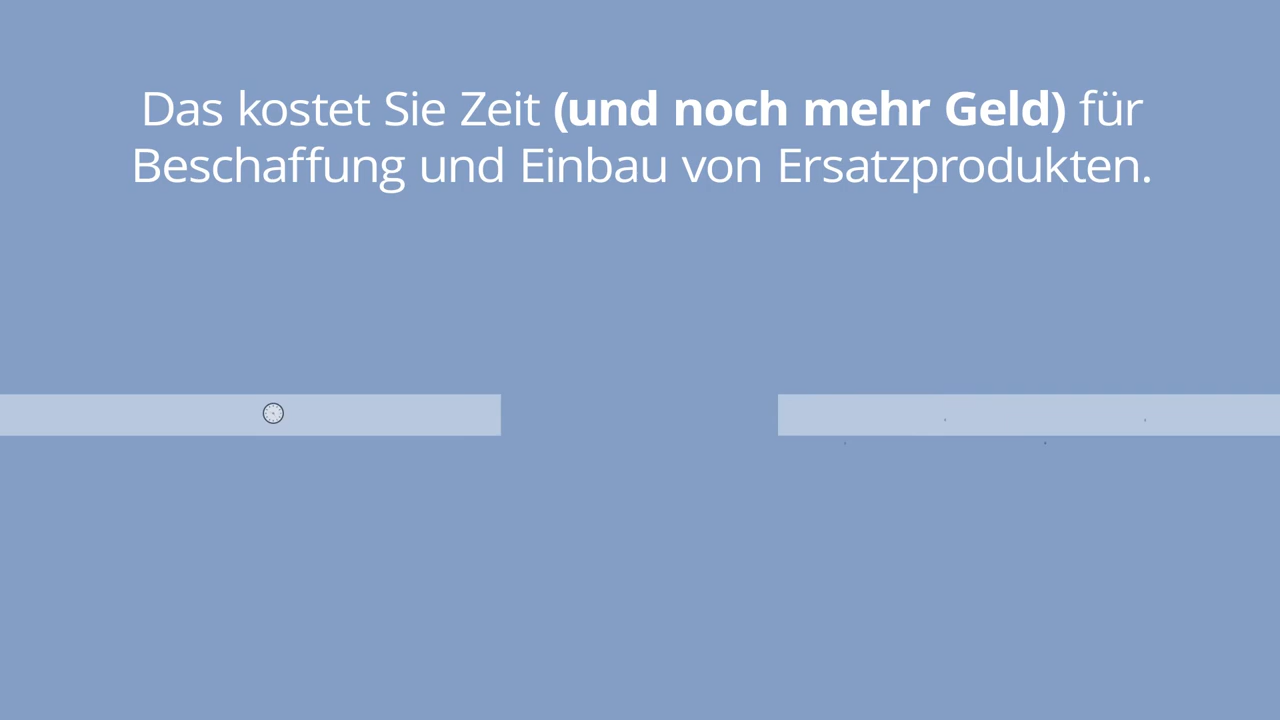 Das kostet Sie Zeit (und noch mehr Geld) für
Beschaffung und Einbau von Ersatzprodukten.